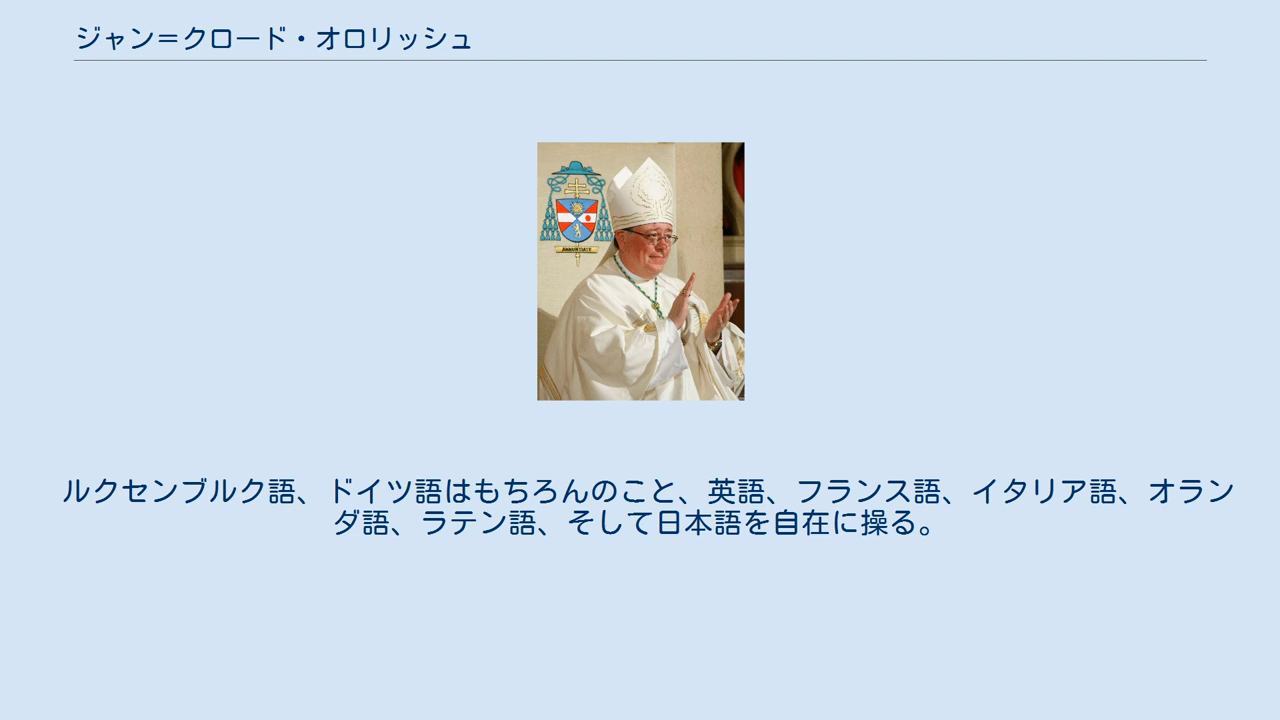 ジャン＝クロード・オロリッシュ
ANNUNTIATE
ルクセンブルク語、ドイツ語はもちろんのこと、英語、フランス語、イタリア語、オラン
ダ語、ラテン語、そして日本語を自在に操る。